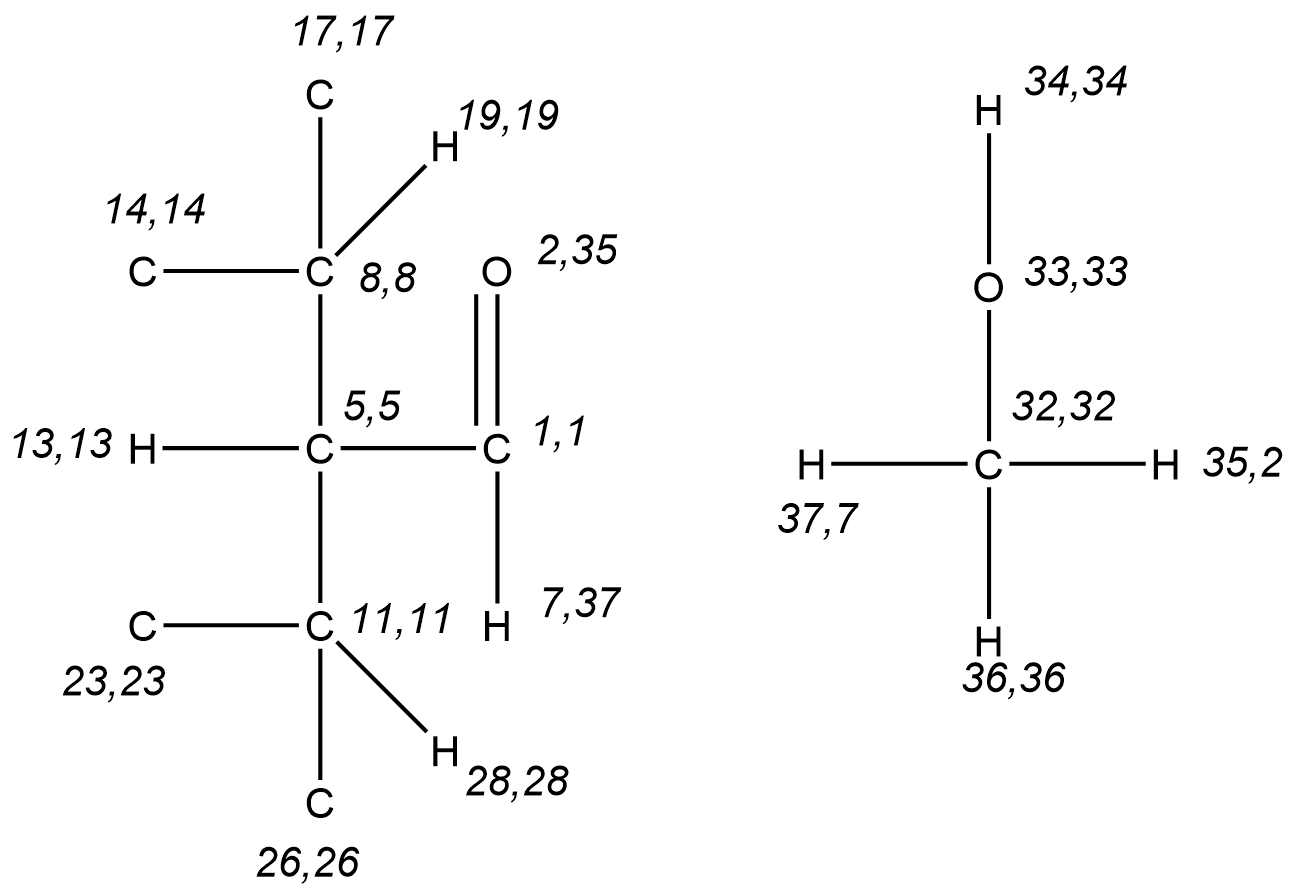 17,17
C
H 19,19
14,14
C
C 8,8
O 2,35
5,5
13,13 H
C
C 1,1
23,23
C
C 11,11
H 7,37
H 28,28
C
26,26
H 34,34
O 33,33
32,32
H
C
H 35,2
37,7
H
36,36